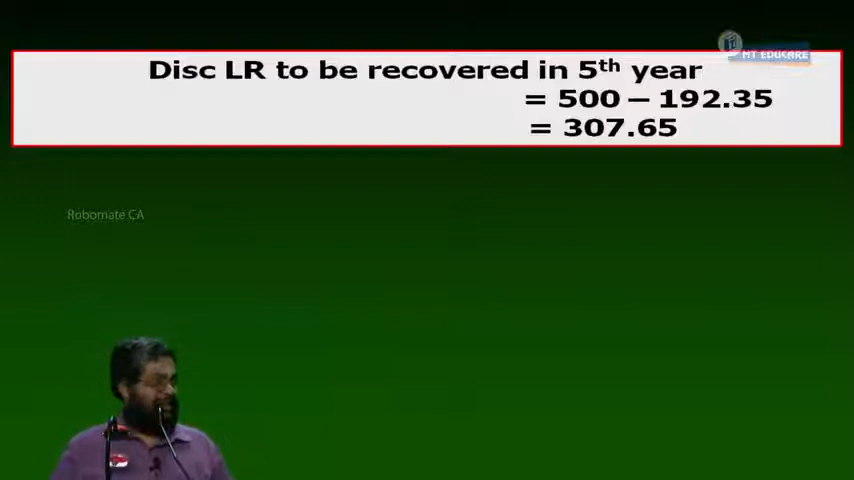 MT EDUCARE
Disc LR to be recovered in 5th year
= 500 – 192.35
= 307.65
Robomate CA